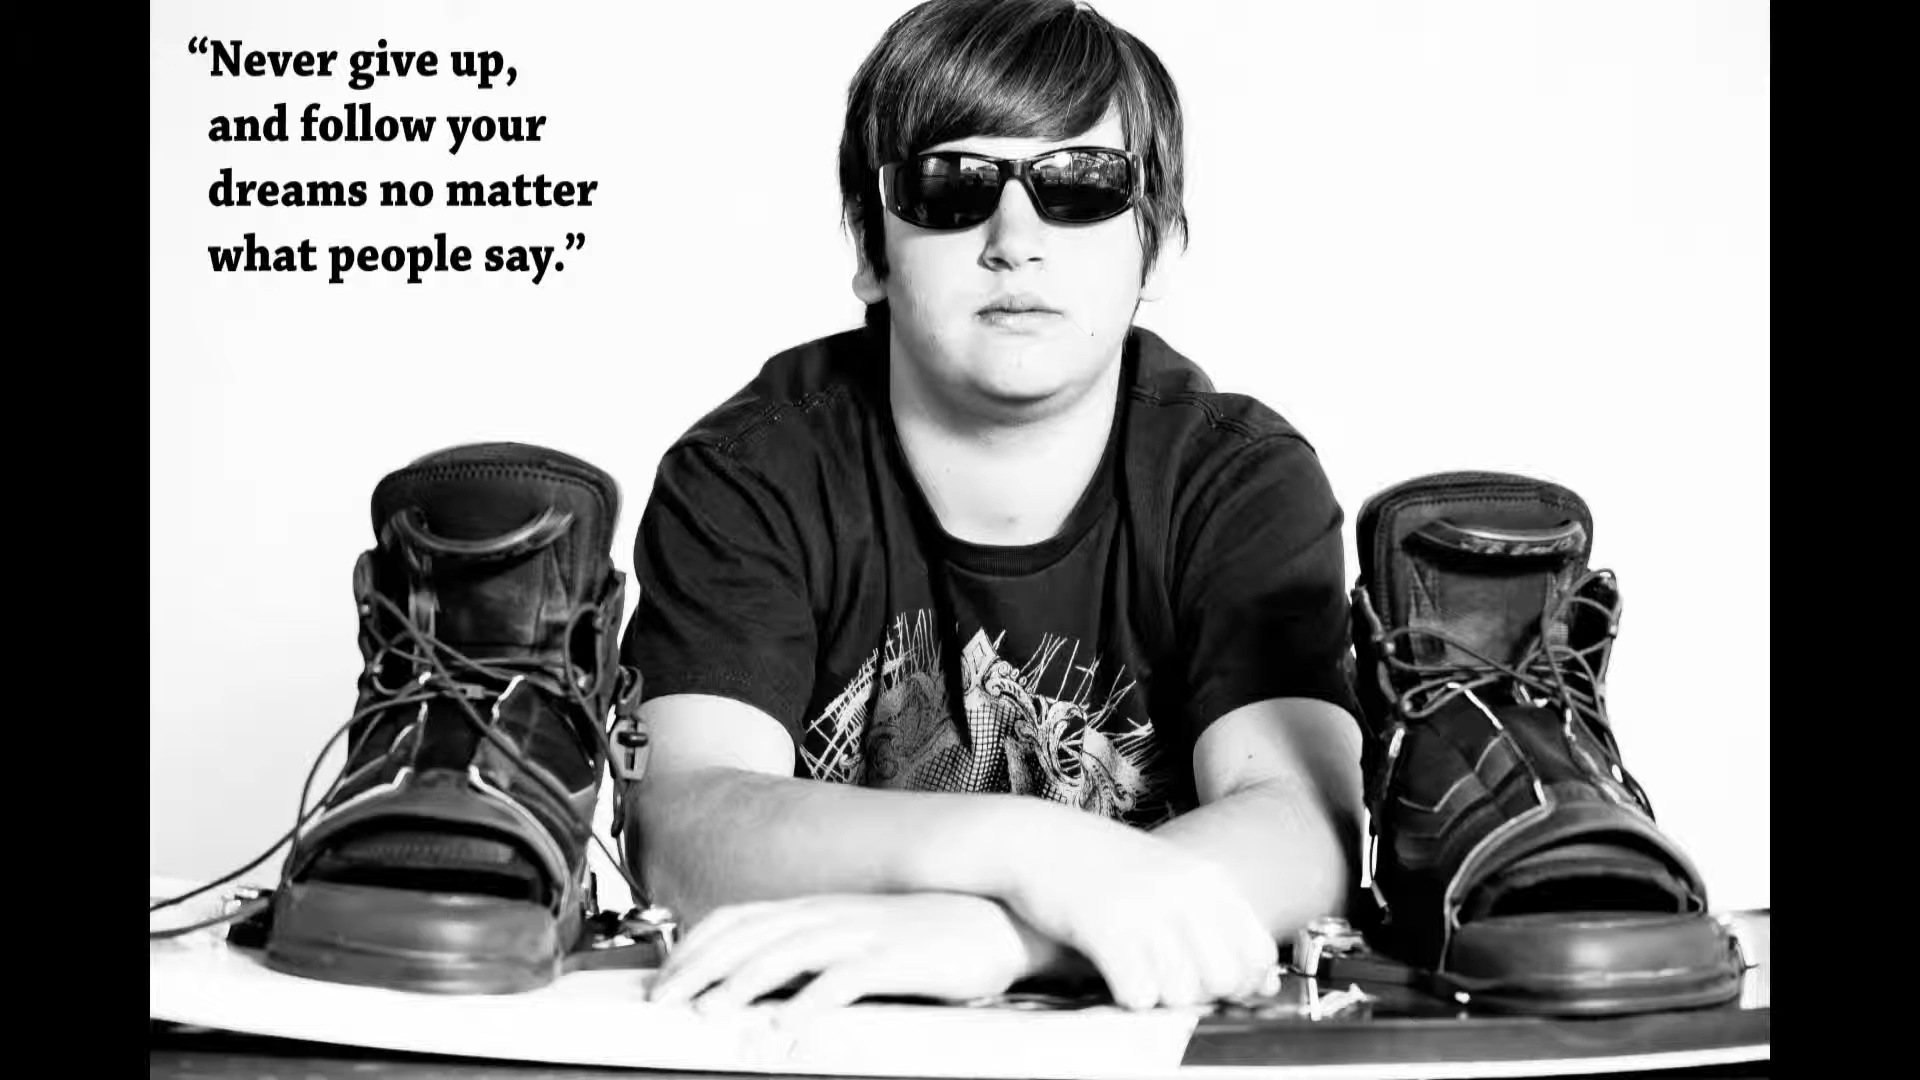 “Never give up,
and follow your
dreams no matter
what people say.”